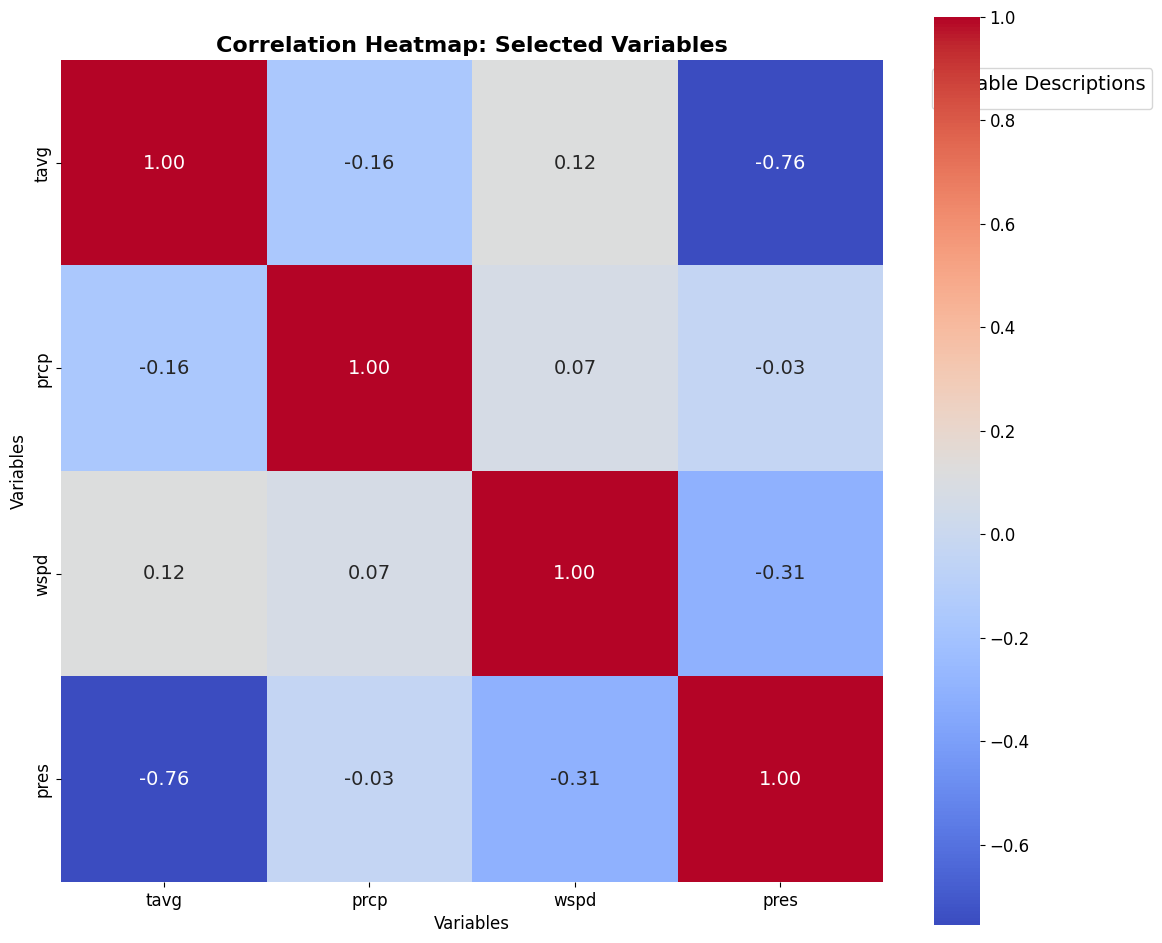 Correlation Heatmap: Selected Variables
able Descriptions
tavg 1.00 -0.16 0.12 -0.76
prcp -0.16 1.00 0.07 -0.03
wspd 0.12 0.07 1.00 -0.31
pres -0.76 -0.03 -0.31 1.00
Variables
tavg prcp wspd pres
Variables
1.0
0.8
0.6
0.4
0.2
0.0
−0.2
−0.4
−0.6